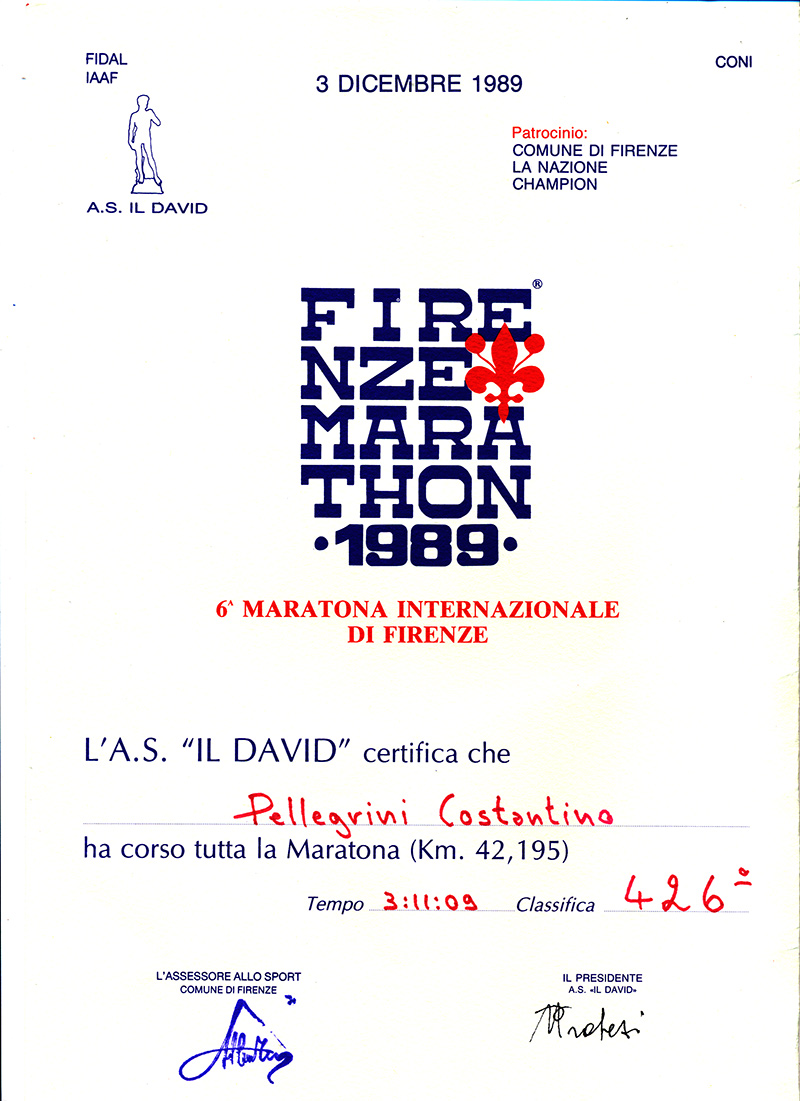 FIDAL
IAAF
CONI
3 DICEMBRE 1989
Patrocinio:
COMUNE DI FIRENZE
LA NAZIONE
CHAMPION
A.S. IL DAVID
FIRE®
NZE
MARA
THON
•1989•
6ᴬ MARATONA INTERNAZIONALE
DI FIRENZE
L'A.S. “IL DAVID” certifica che
Pellegrini Costantino
ha corso tutta la Maratona (Km. 42,195)
Tempo 3:11:09 Classifica 426º
L'ASSESSORE ALLO SPORT
COMUNE DI FIRENZE
IL PRESIDENTE
A.S. «IL DAVID»